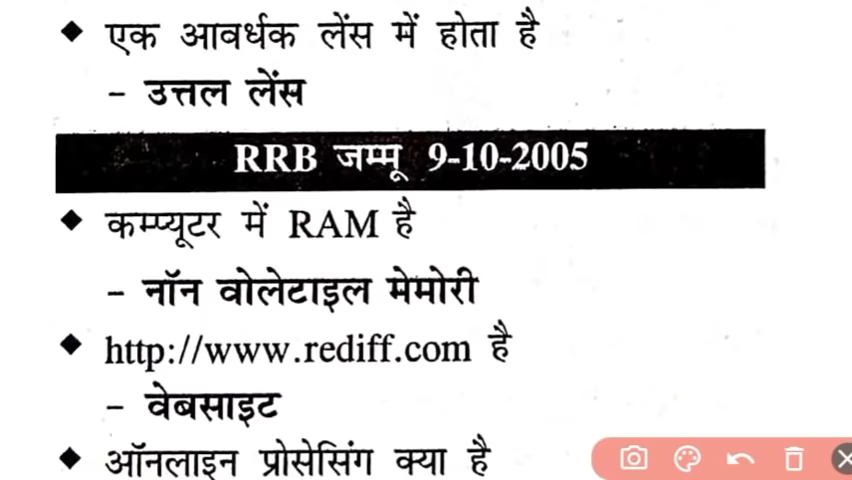 ◆ एक आवर्धक लेंस में होता है
– उत्तल लेंस
RRB जम्मू 9-10-2005
◆ कम्प्यूटर में RAM है
– नॉन वोलेटाइल मेमोरी
◆ http://www.rediff.com है
– वेबसाइट
◆ ऑनलाइन प्रोसेसिंग क्या है